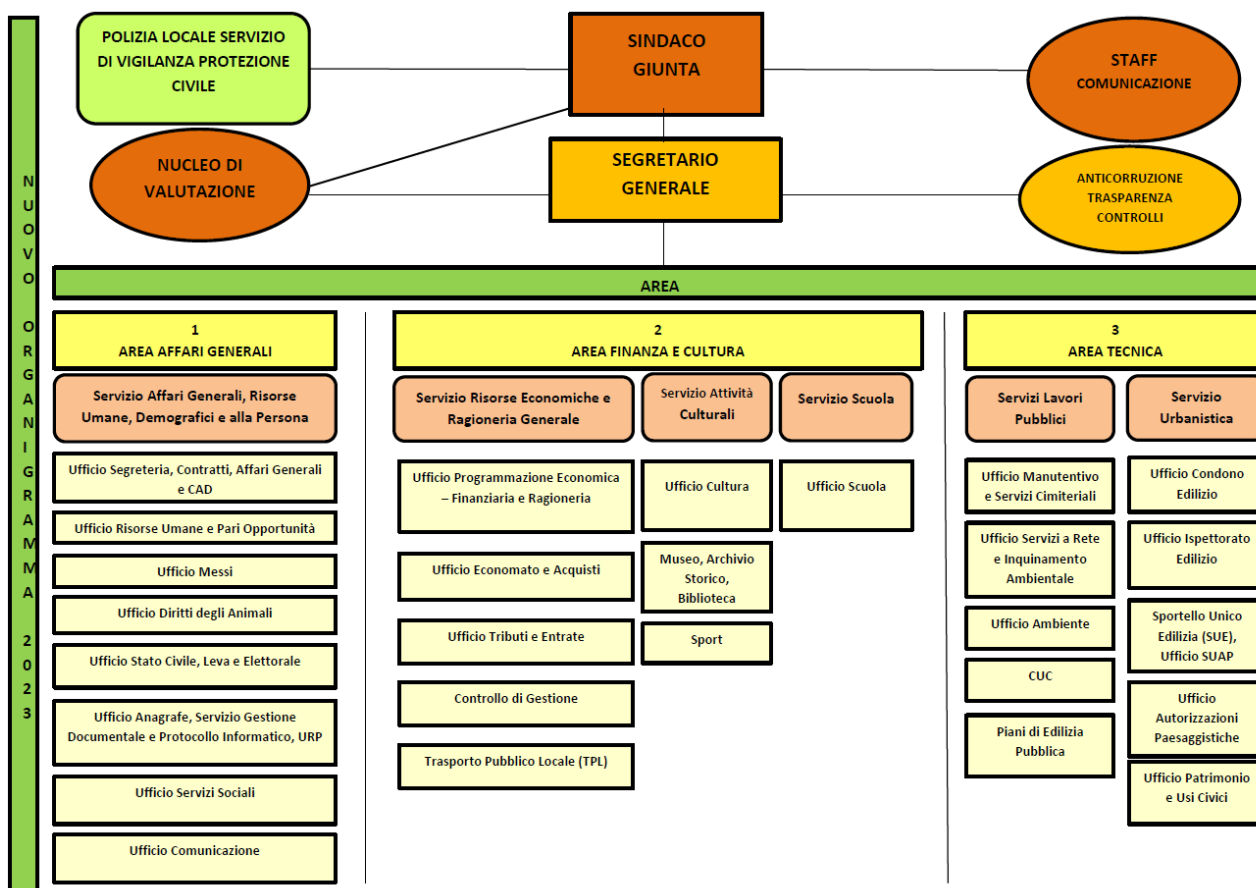 POLIZIA LOCALE SERVIZIO
DI VIGILANZA PROTEZIONE
CIVILE
SINDACO
GIUNTA
STAFF
COMUNICAZIONE
NUCLEO DI
VALUTAZIONE
SEGRETARIO
GENERALE
ANTICORRUZIONE
TRASPARENZA
CONTROLLI
NUOVO ORGANIGRAMMA 2023
AREA
1
AREA AFFARI GENERALI
2
AREA FINANZA E CULTURA
3
AREA TECNICA
Servizio Affari Generali, Risorse
Umane, Demografici e alla Persona
Servizio Risorse Economiche e
Ragioneria Generale
Servizio Attività
Culturali
Servizio Scuola
Servizi Lavori
Pubblici
Servizio
Urbanistica
Ufficio Segreteria, Contratti, Affari Generali
e CAD
Ufficio Risorse Umane e Pari Opportunità
Ufficio Messi
Ufficio Diritti degli Animali
Ufficio Stato Civile, Leva e Elettorale
Ufficio Anagrafe, Servizio Gestione
Documentale e Protocollo Informatico, URP
Ufficio Servizi Sociali
Ufficio Comunicazione
Ufficio Programmazione Economica
– Finanziaria e Ragioneria
Ufficio Economato e Acquisti
Ufficio Tributi e Entrate
Controllo di Gestione
Trasporto Pubblico Locale (TPL)
Ufficio Cultura
Museo, Archivio
Storico,
Biblioteca
Sport
Ufficio Scuola
Ufficio Manutentivo
e Servizi Cimiteriali
Ufficio Servizi a Rete
e Inquinamento
Ambientale
Ufficio Ambiente
CUC
Piani di Edilizia
Pubblica
Ufficio Condono
Edilizio
Ufficio Ispettorato
Edilizio
Sportello Unico
Edilizia (SUE),
Ufficio SUAP
Ufficio
Autorizzazioni
Paesaggistiche
Ufficio Patrimonio
e Usi Civici